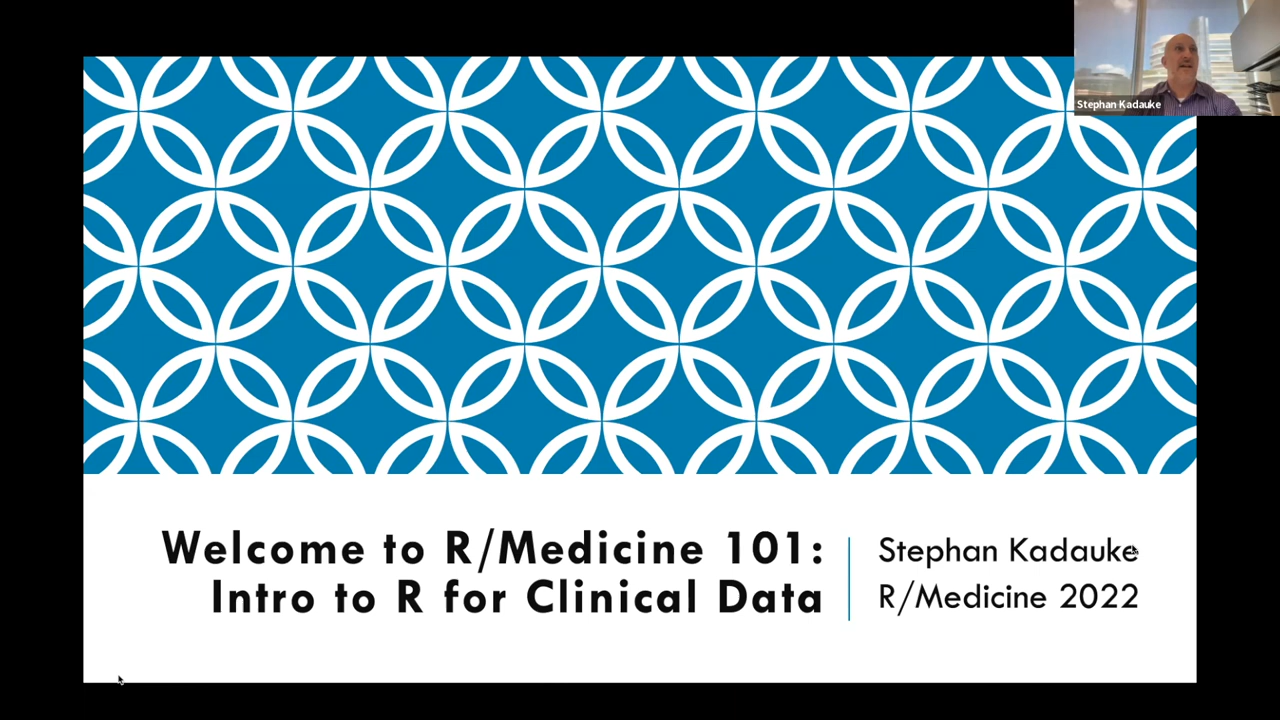 Stephan Kadauke
Welcome to R/Medicine 101:
Intro to R for Clinical Data
Stephan Kadauke
R/Medicine 2022